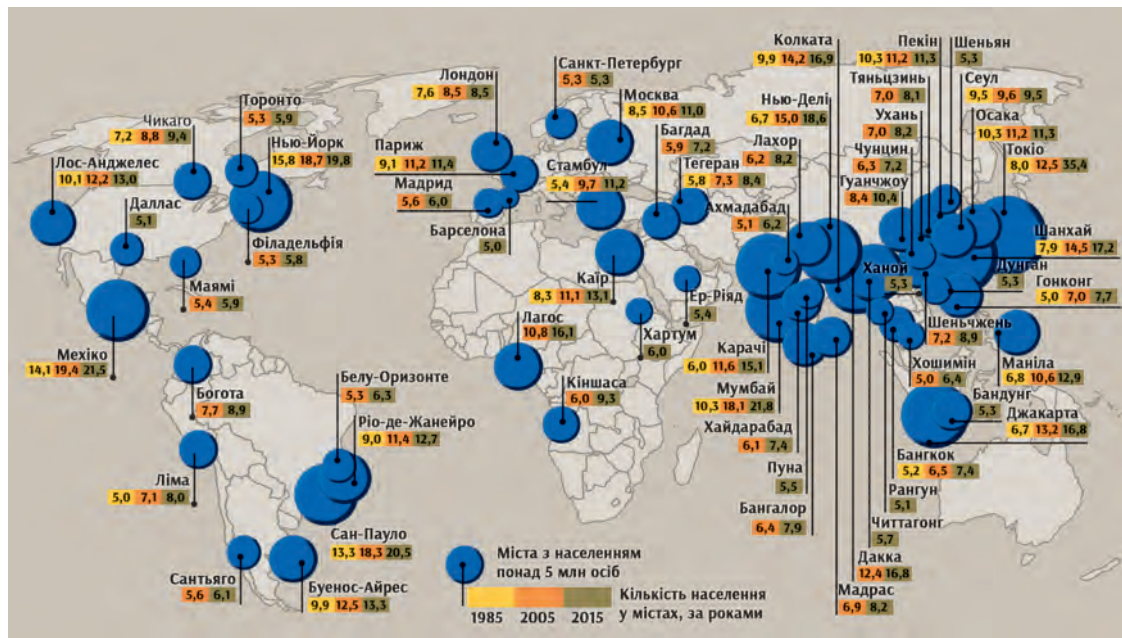 Лондон
7,6 8,5 8,5
Санкт-Петербург
5,3 5,3
Колката
9,9 14,2 16,9
Пекін
10,3 11,2 11,3
Шеньян
5,3
Торонто
5,3 5,9
Чикаго
7,2 8,8 9,4
Нью-Йорк
15,8 18,7 19,8
Лос-Анджелес
10,1 12,2 13,0
Даллас
5,1
Філадельфія
5,3 5,8
Маямі
5,4 5,9
Мехіко
14,1 19,4 21,5
Париж
9,1 11,2 11,4
Мадрид
5,6 6,0
Барселона
5,0
Москва
8,5 10,6 11,0
Стамбул
5,4 9,7 11,2
Багдад
5,9 7,2
Тегеран
5,8 7,3 8,4
Нью-Делі
6,7 15,0 18,6
Лахор
6,2 8,2
Ахмадабад
5,1 6,2
Тяньцзинь
7,0 8,1
Ухань
7,0 8,2
Чунцин
6,3 7,2
Гуанчжоу
8,4 10,4
Сеул
9,5 9,6 9,5
Осака
10,3 11,2 11,3
Токіо
8,0 12,5 35,4
Шанхай
7,9 14,5 17,2
Дунган
5,3
Гонконг
5,0 7,0 7,7
Ханой
5,3
Каїр
8,3 11,1 13,1
Ер-Ріяд
5,4
Лагос
10,8 16,1
Хартум
6,0
Кіншаса
6,0 9,3
Карачі
6,0 11,6 15,1
Мумбай
10,3 18,1 21,8
Хайдарабад
6,1 7,4
Пуна
5,5
Бангалор
6,4 7,9
Шеньчжень
7,2 8,9
Хошимін
5,0 6,4
Маніла
6,8 10,6 12,9
Бандунг
5,3
Джакарта
6,7 13,2 16,8
Бангкок
5,2 6,5 7,4
Рангун
5,1
Читтагонг
5,7
Дакка
12,4 16,8
Мадрас
6,9 8,2
Богота
7,7 8,9
Белу-Оризонте
5,3 6,3
Ріо-де-Жанейро
9,0 11,4 12,7
Ліма
5,0 7,1 8,0
Сан-Пауло
13,3 18,3 20,5
Сантьяго
5,6 6,1
Буенос-Айрес
9,9 12,5 13,3
Міста з населенням
понад 5 млн осіб
Кількість населення
у містах, за роками
1985 2005 2015